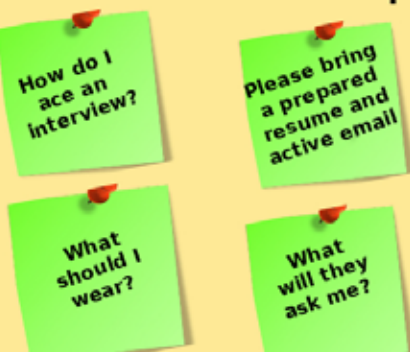 How do I
ace an
interview?
Please bring
a prepared
resume and
active email
What
should I
wear?
What
will they
ask me?